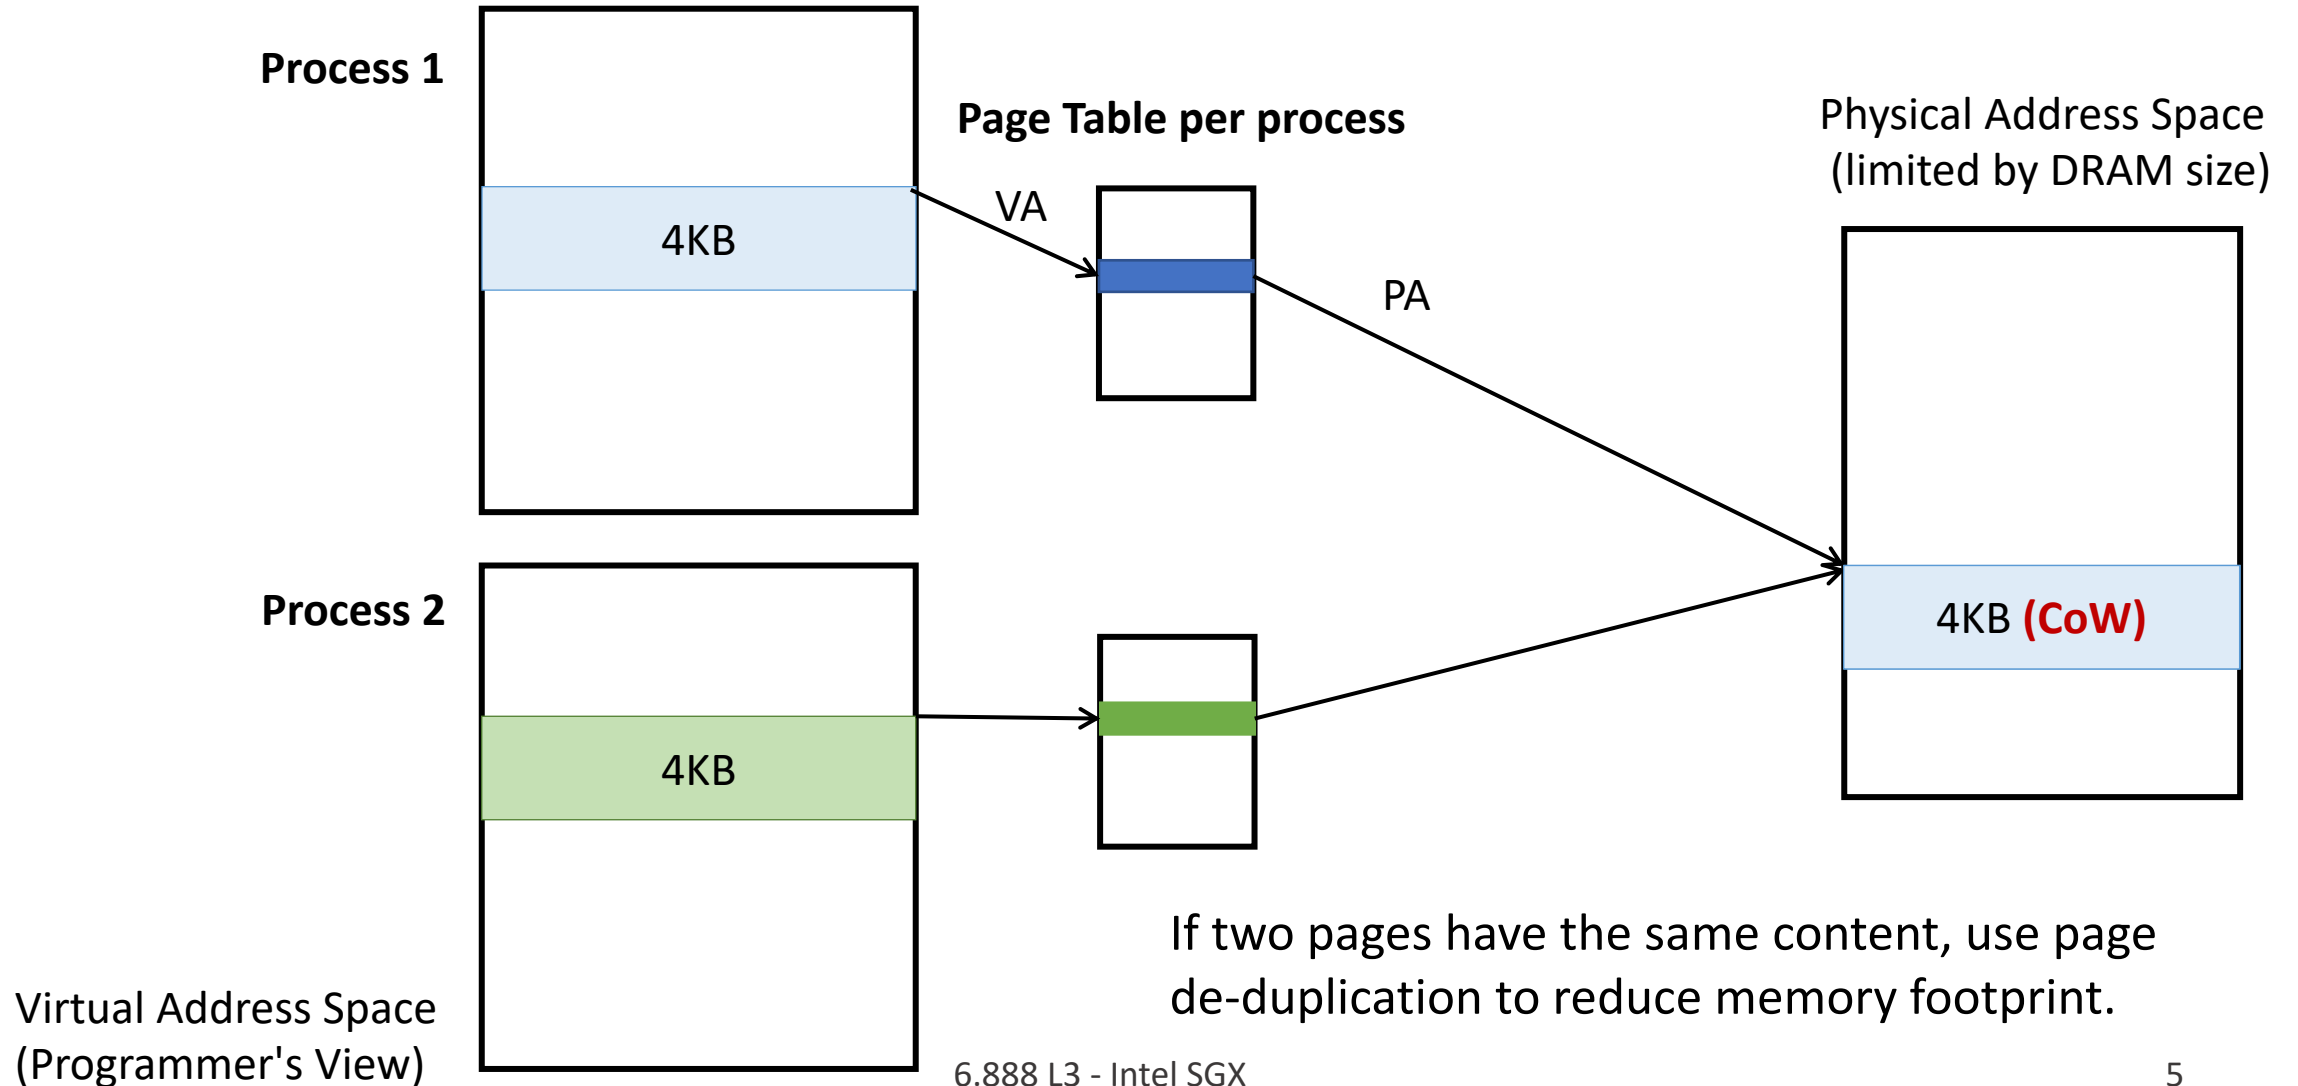 Process 1
Page Table per process
Physical Address Space
(limited by DRAM size)
VA
4KB
PA
Process 2
4KB (CoW)
4KB
If two pages have the same content, use page
de-duplication to reduce memory footprint.
Virtual Address Space
(Programmer's View)
6.888 L3 - Intel SGX
5